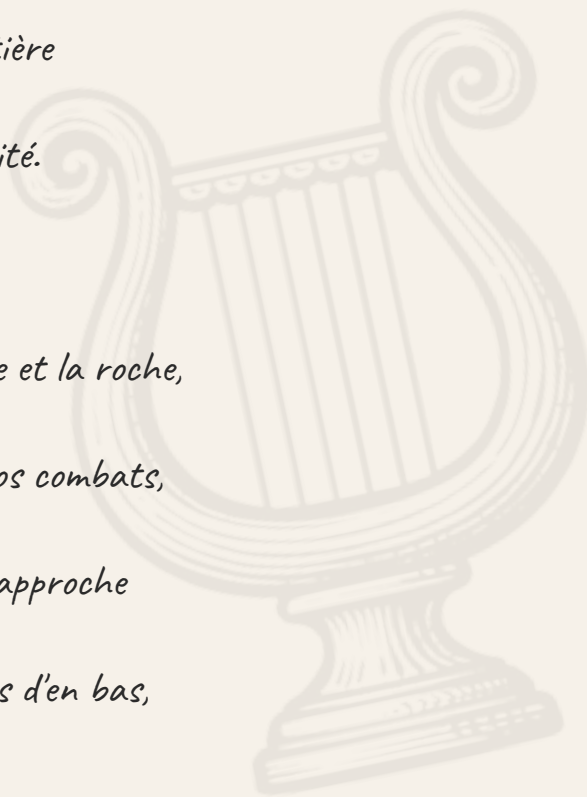 tière
ité.
e et la roche,
os combats,
approche
s d'en bas,